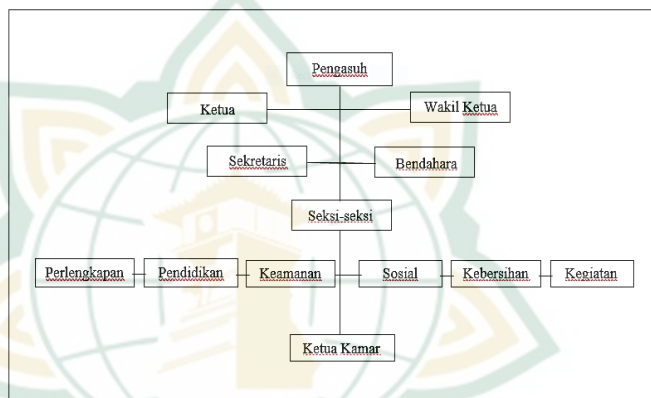 Pengasuh
Ketua
Wakil Ketua
Sekretaris
Bendahara
Seksi-seksi
Perlengkapan
Pendidikan
Keamanan
Sosial
Kebersihan
Kegiatan
Ketua Kamar